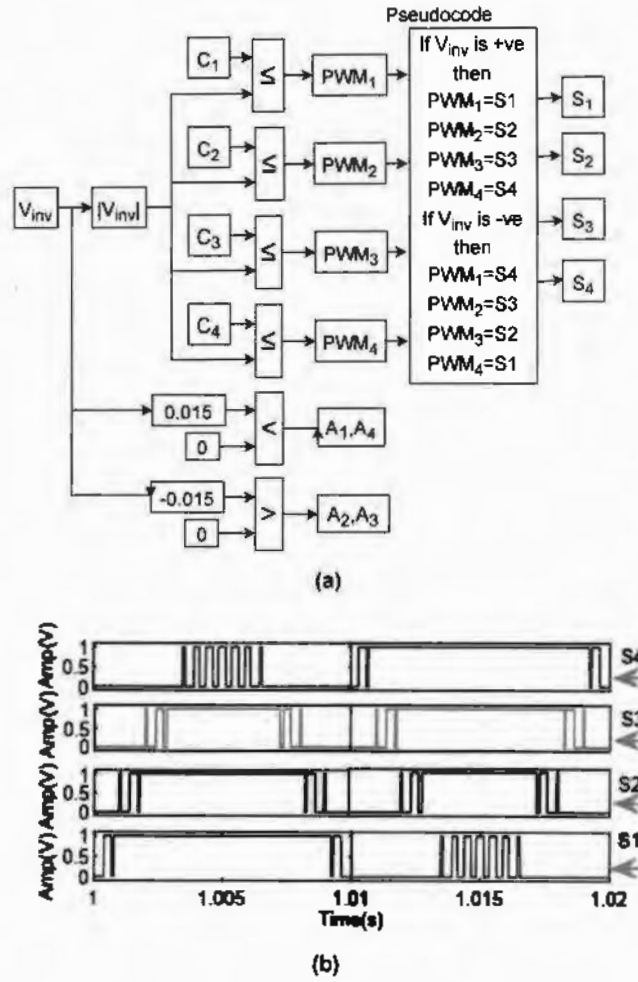 Pseudocode
C1
≤
PWM1
C2
≤
PWM2
Vinv
|Vinv|
C3
≤
PWM3
C4
≤
PWM4
If Vinv is +ve
then
PWM1=S1
PWM2=S2
PWM3=S3
PWM4=S4
If Vinv is -ve
then
PWM1=S4
PWM2=S3
PWM3=S2
PWM4=S1
S1
S2
S3
S4
0.015
0
<
A1,A4
-0.015
0
>
A2,A3
(a)
Amp(V) Amp(V) Amp(V) Amp(V)
1
0.5
0
S4
1
0.5
0
S3
1
0.5
0
S2
1
0.5
0
S1
1 1.005 1.01 1.015 1.02
Time(s)
(b)